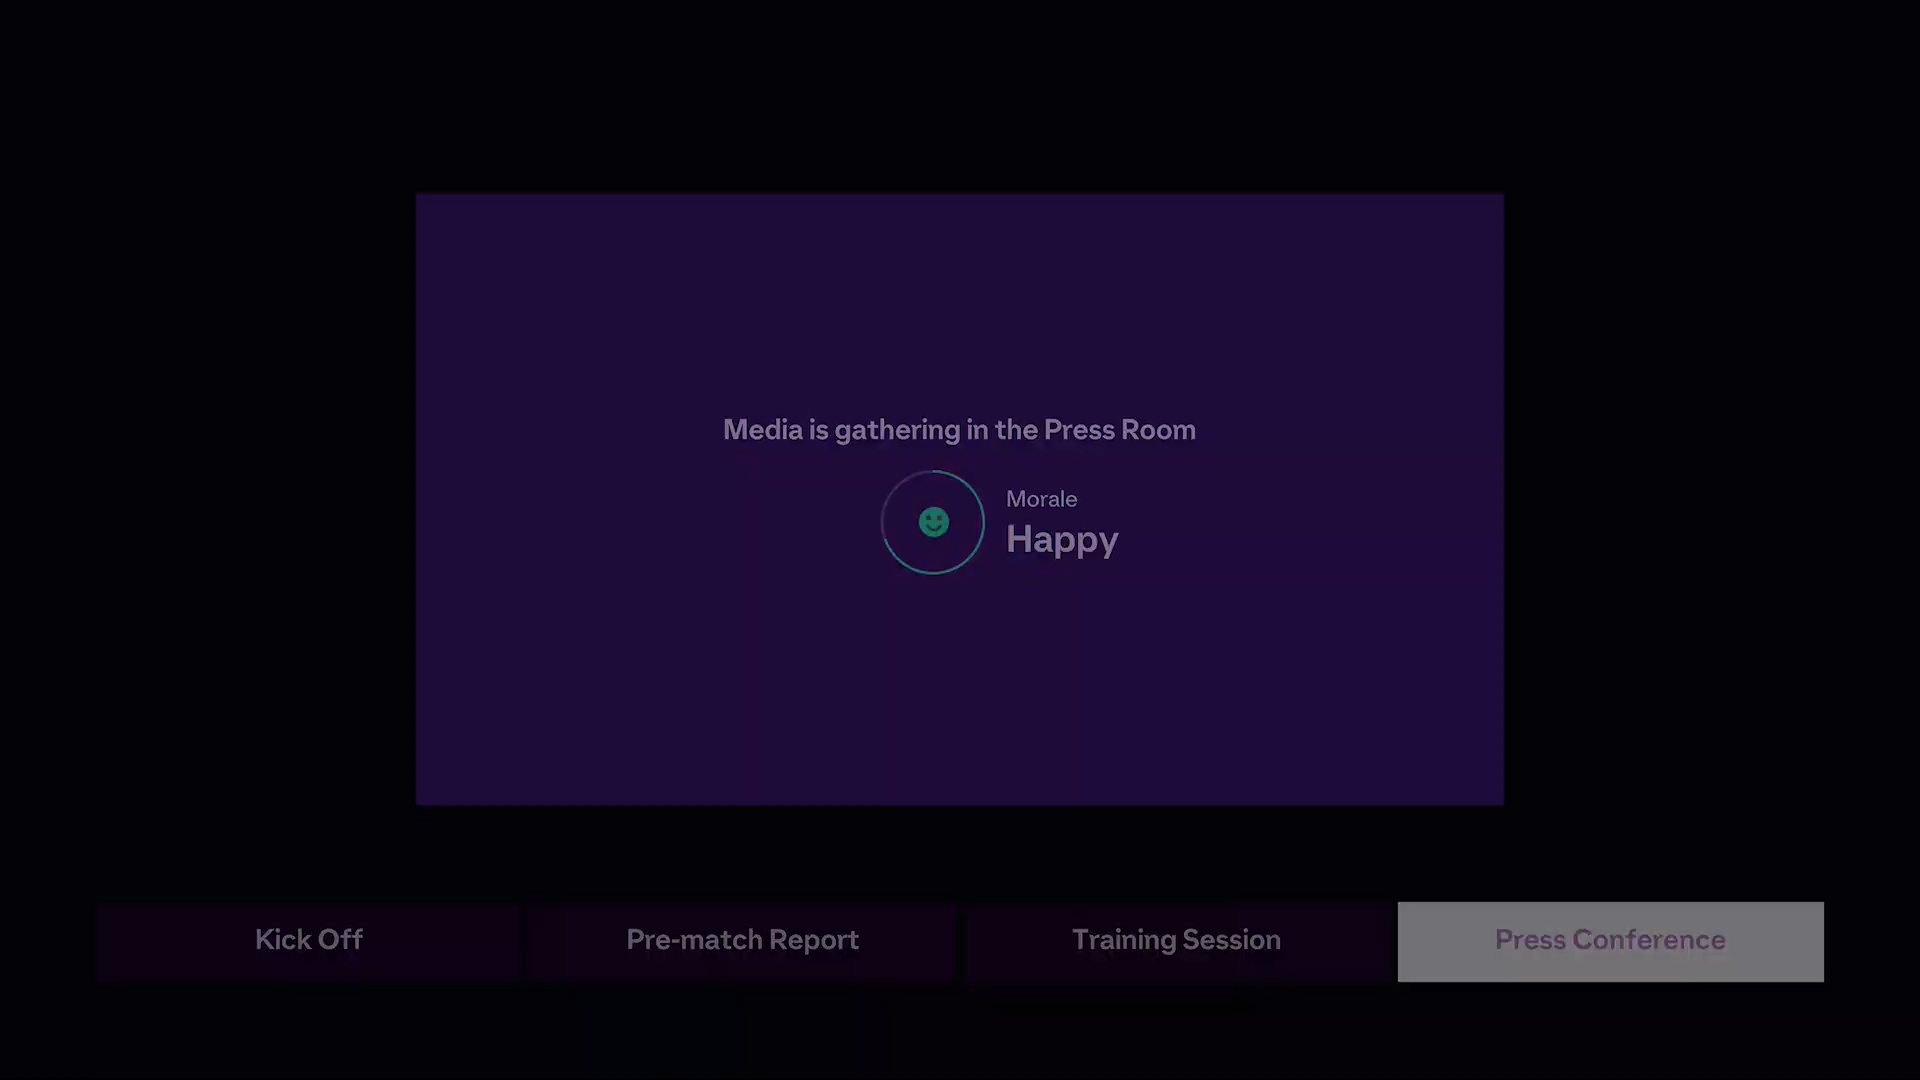 Media is gathering in the Press Room
Morale
Happy
Kick Off
Pre-match Report
Training Session
Press Conference